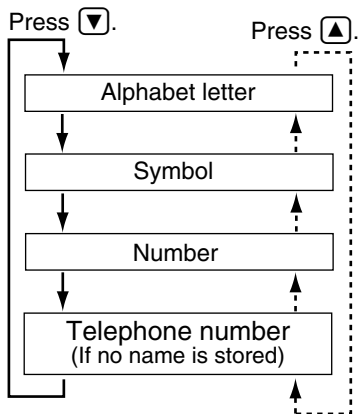 Press ▼.
Press ▲.
Alphabet letter
Symbol
Number
Telephone number
(If no name is stored)